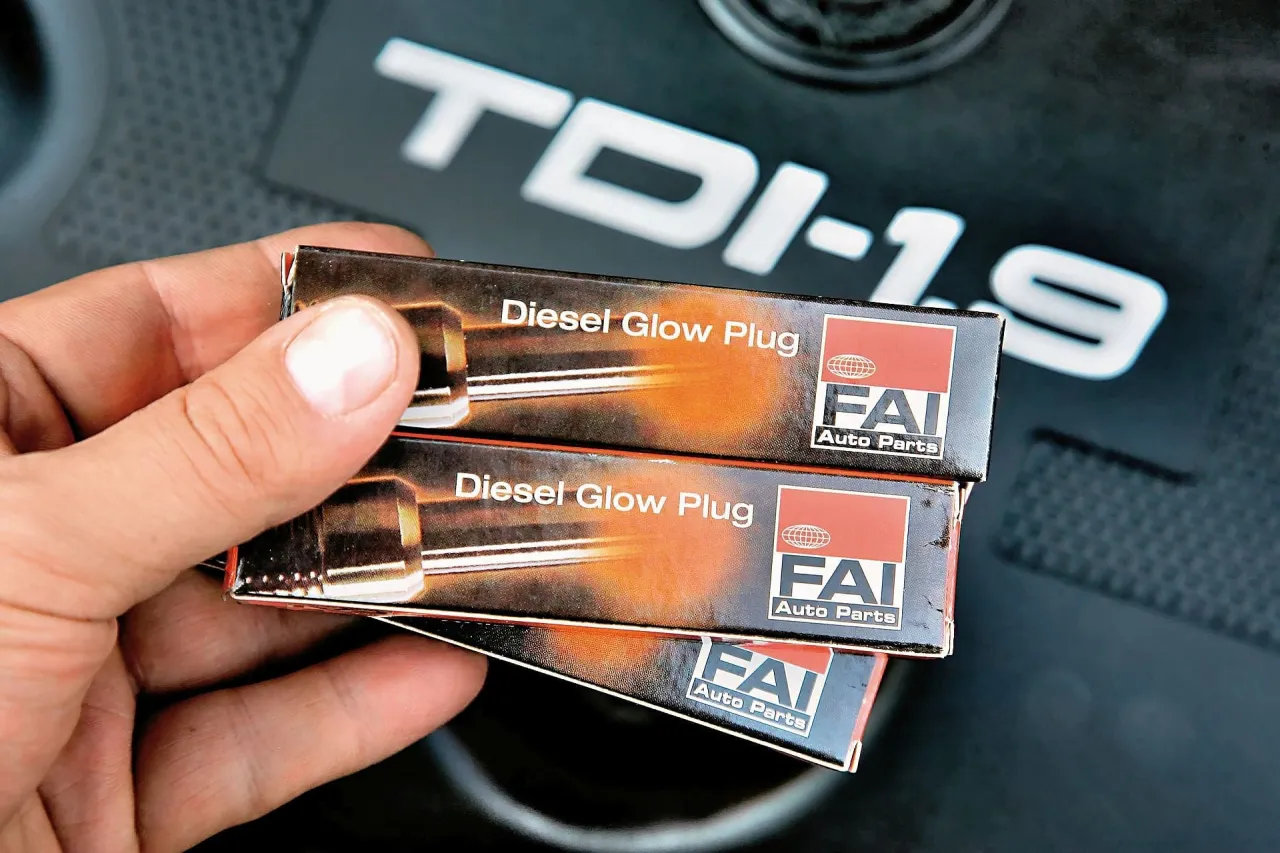 TDI-1.9
Diesel Glow Plug
FAI
Auto Parts
Diesel Glow Plug
FAI
Auto Parts
FAI
Auto Parts